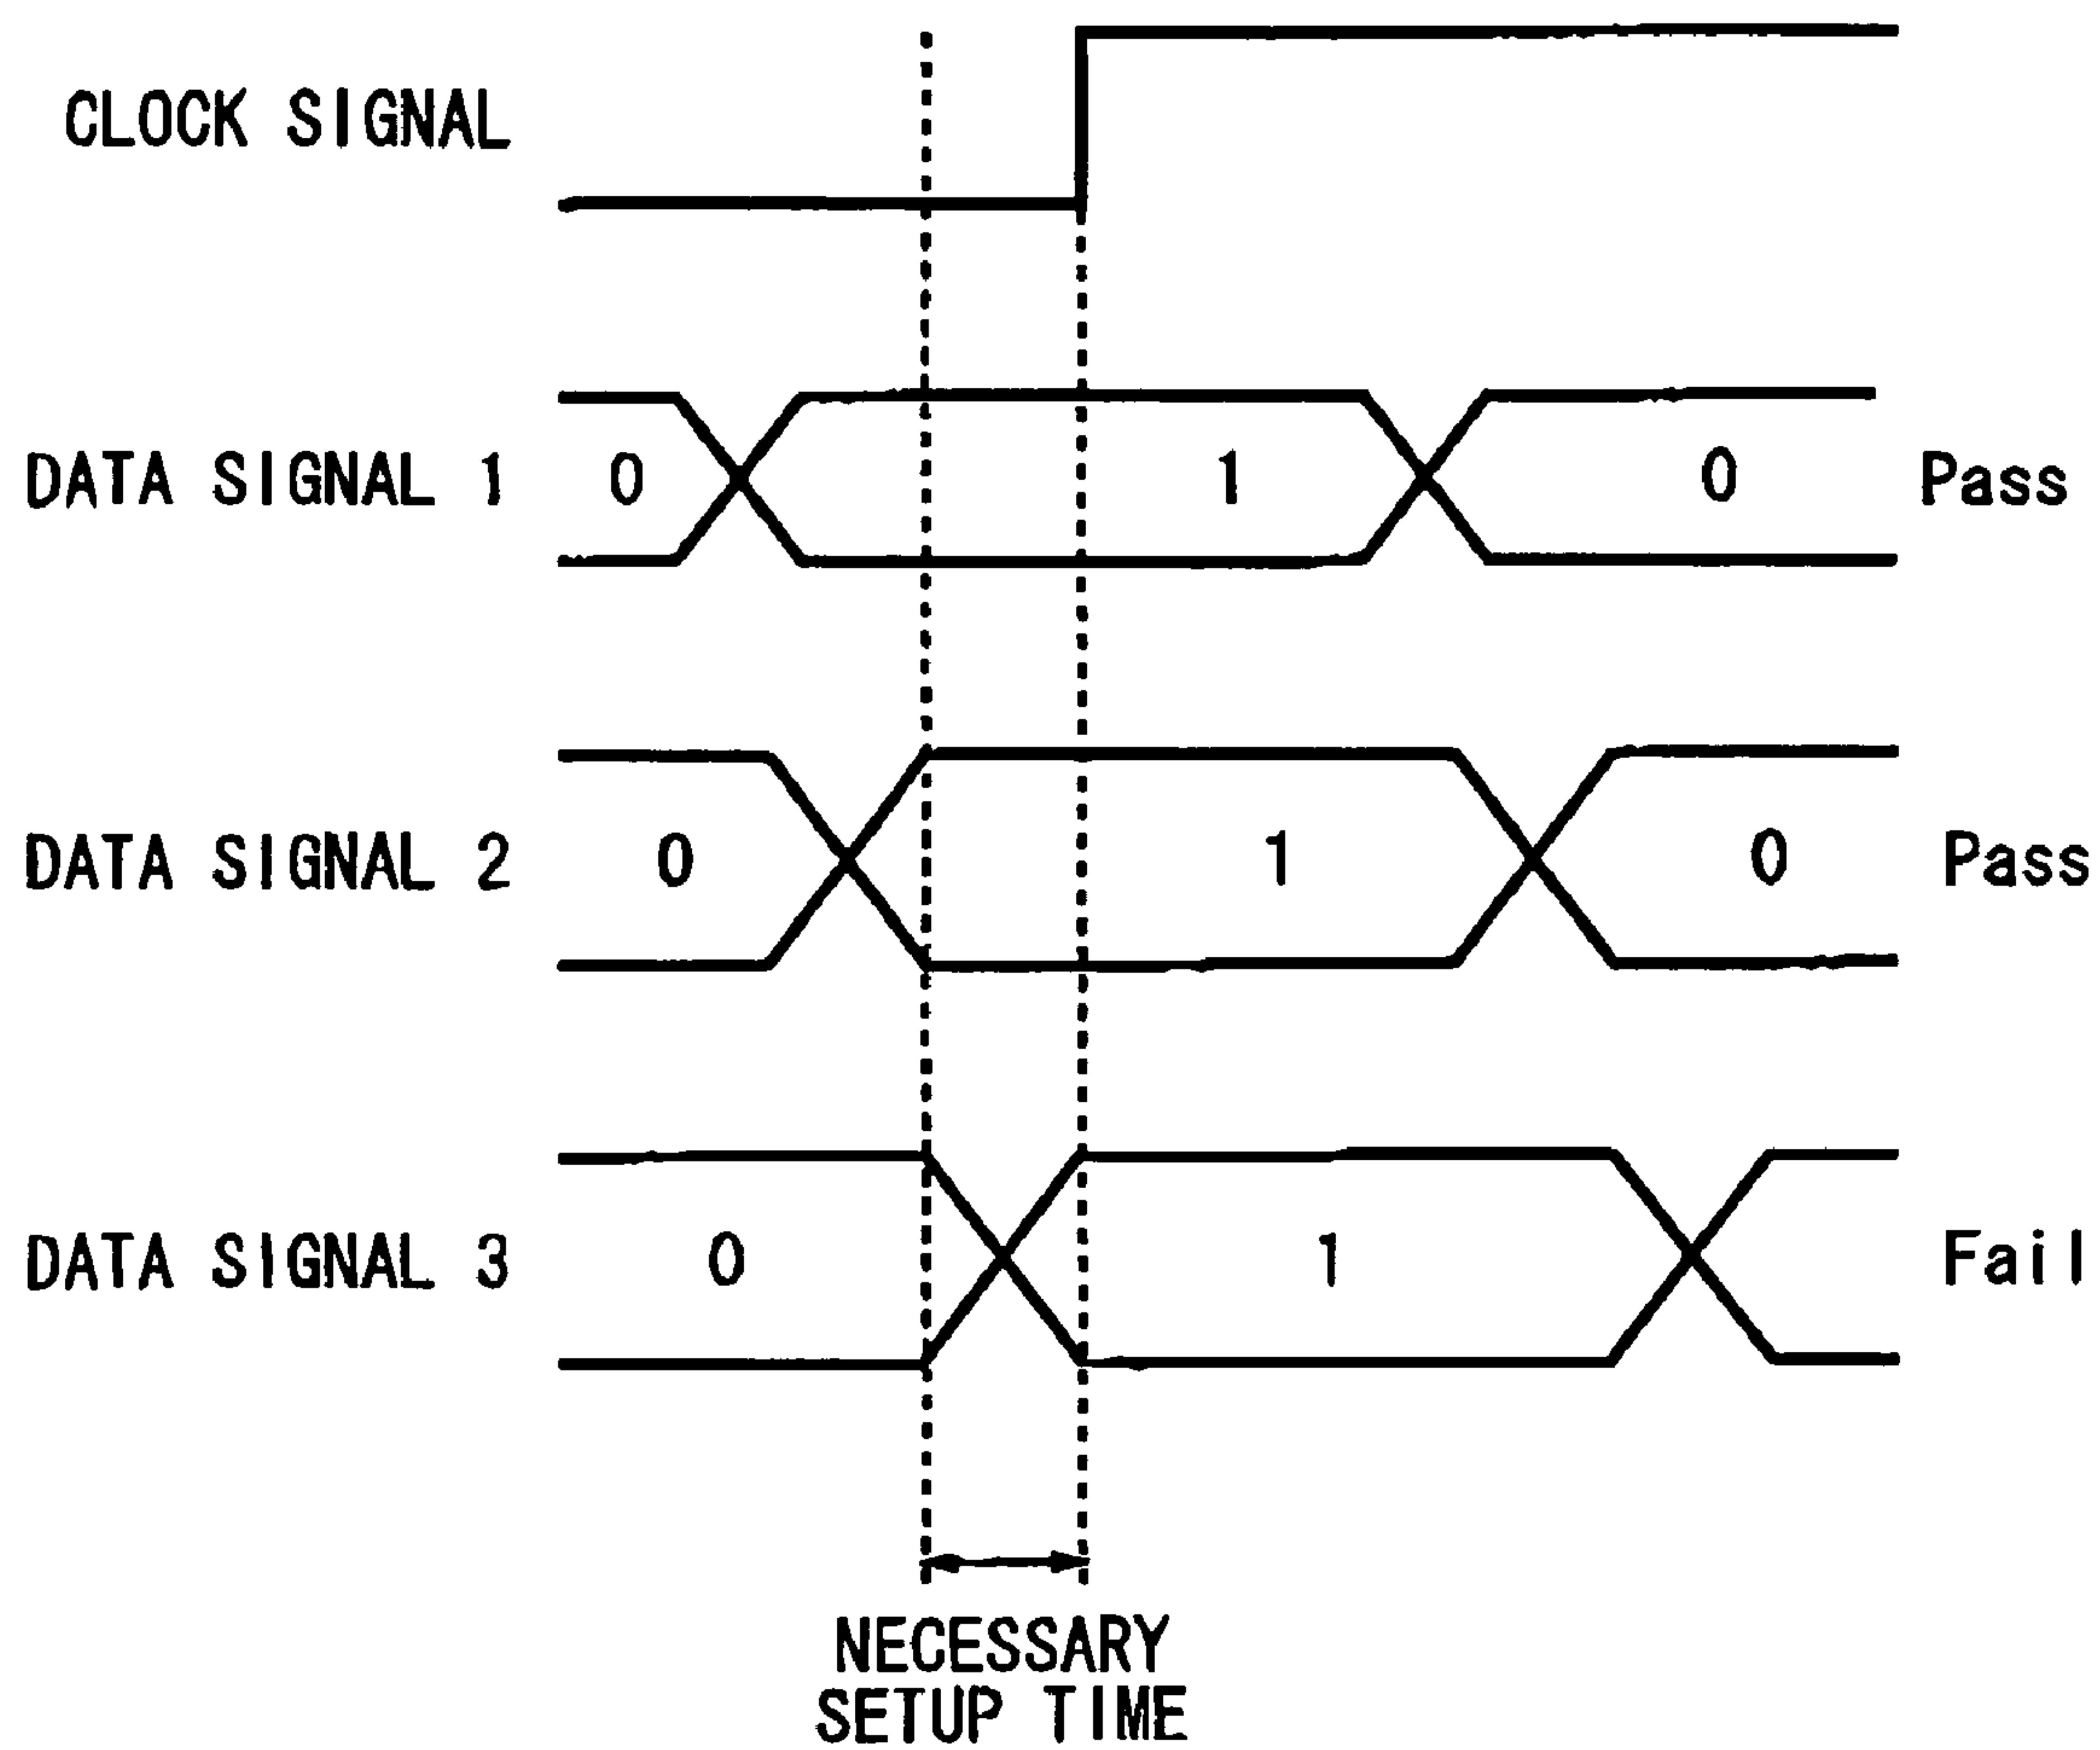 CLOCK SIGNAL
DATA SIGNAL 1 0 1 0 Pass
DATA SIGNAL 2 0 1 0 Pass
DATA SIGNAL 3 0 1 Fail
NECESSARY
SETUP TIME